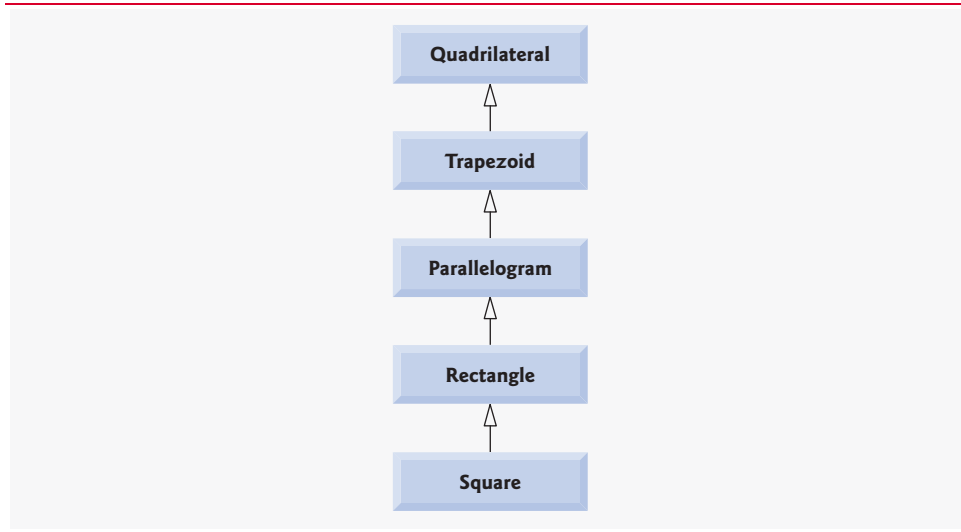 Quadrilateral
Trapezoid
Parallelogram
Rectangle
Square